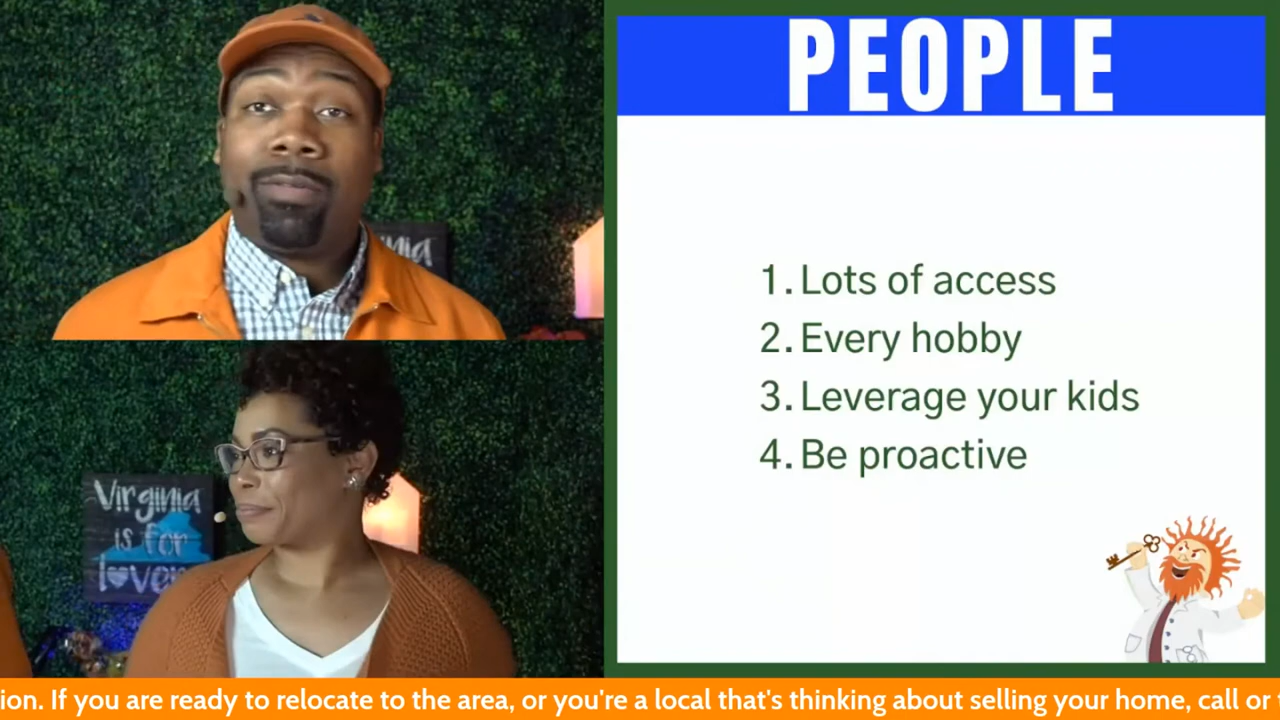 PEOPLE
1. Lots of access
2. Every hobby
3. Leverage your kids
4. Be proactive
Virginia
is for
ion. If you are ready to relocate to the area, or you're a local that's thinking about selling your home, call or